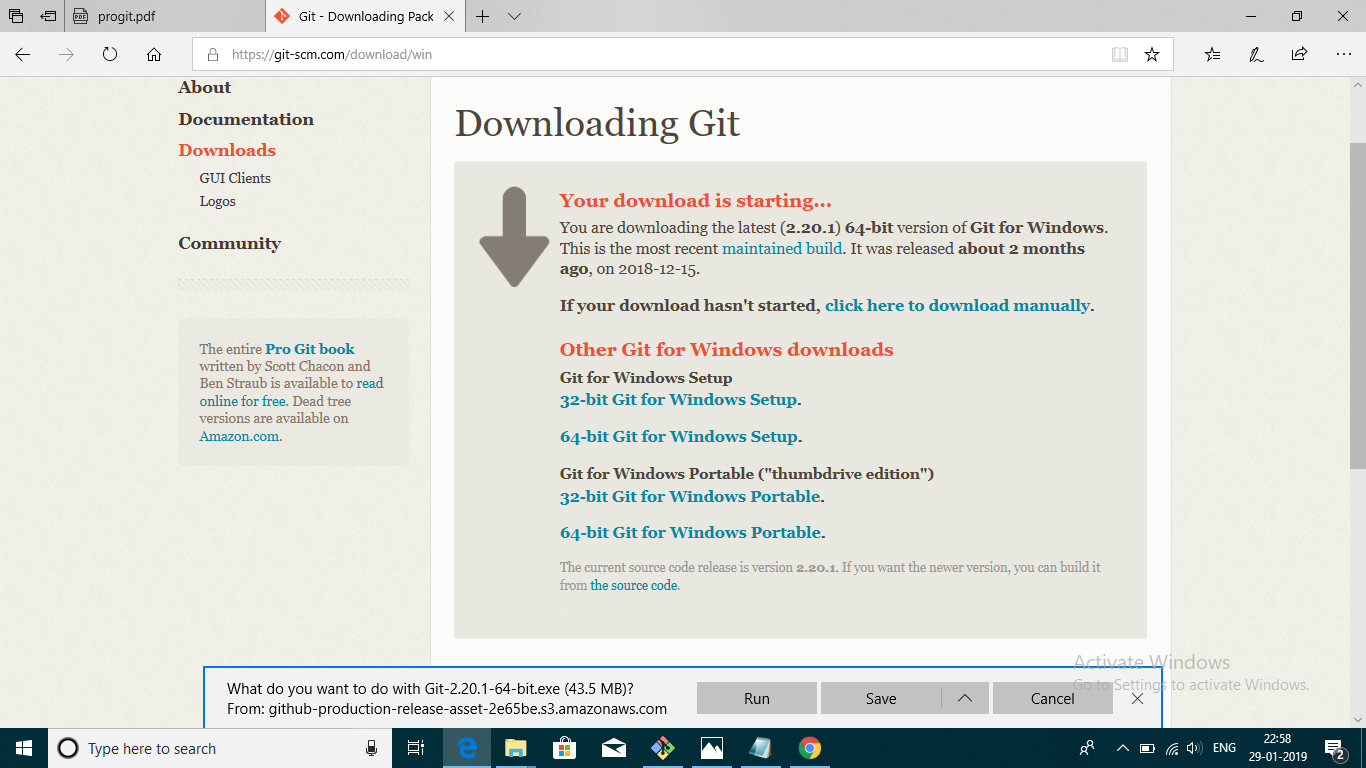 progit.pdf
Git - Downloading Pack
https://git-scm.com/download/win
About
Documentation
Downloads
GUI Clients
Logos
Community
The entire Pro Git book
written by Scott Chacon and
Ben Straub is available to read
online for free. Dead tree
versions are available on
Amazon.com.
Downloading Git
Your download is starting...
You are downloading the latest (2.20.1) 64-bit version of Git for Windows.
This is the most recent maintained build. It was released about 2 months
ago, on 2018-12-15.
If your download hasn't started, click here to download manually.
Other Git for Windows downloads
Git for Windows Setup
32-bit Git for Windows Setup.
64-bit Git for Windows Setup.
Git for Windows Portable ("thumbdrive edition")
32-bit Git for Windows Portable.
64-bit Git for Windows Portable.
The current source code release is version 2.20.1. If you want the newer version, you can build it
from the source code.
Activate Windows
Go to Settings to activate Windows.
What do you want to do with Git-2.20.1-64-bit.exe (43.5 MB)?
From: github-production-release-asset-2e65be.s3.amazonaws.com
Run
Save
Cancel
Type here to search
ENG
22:58
29-01-2019
2